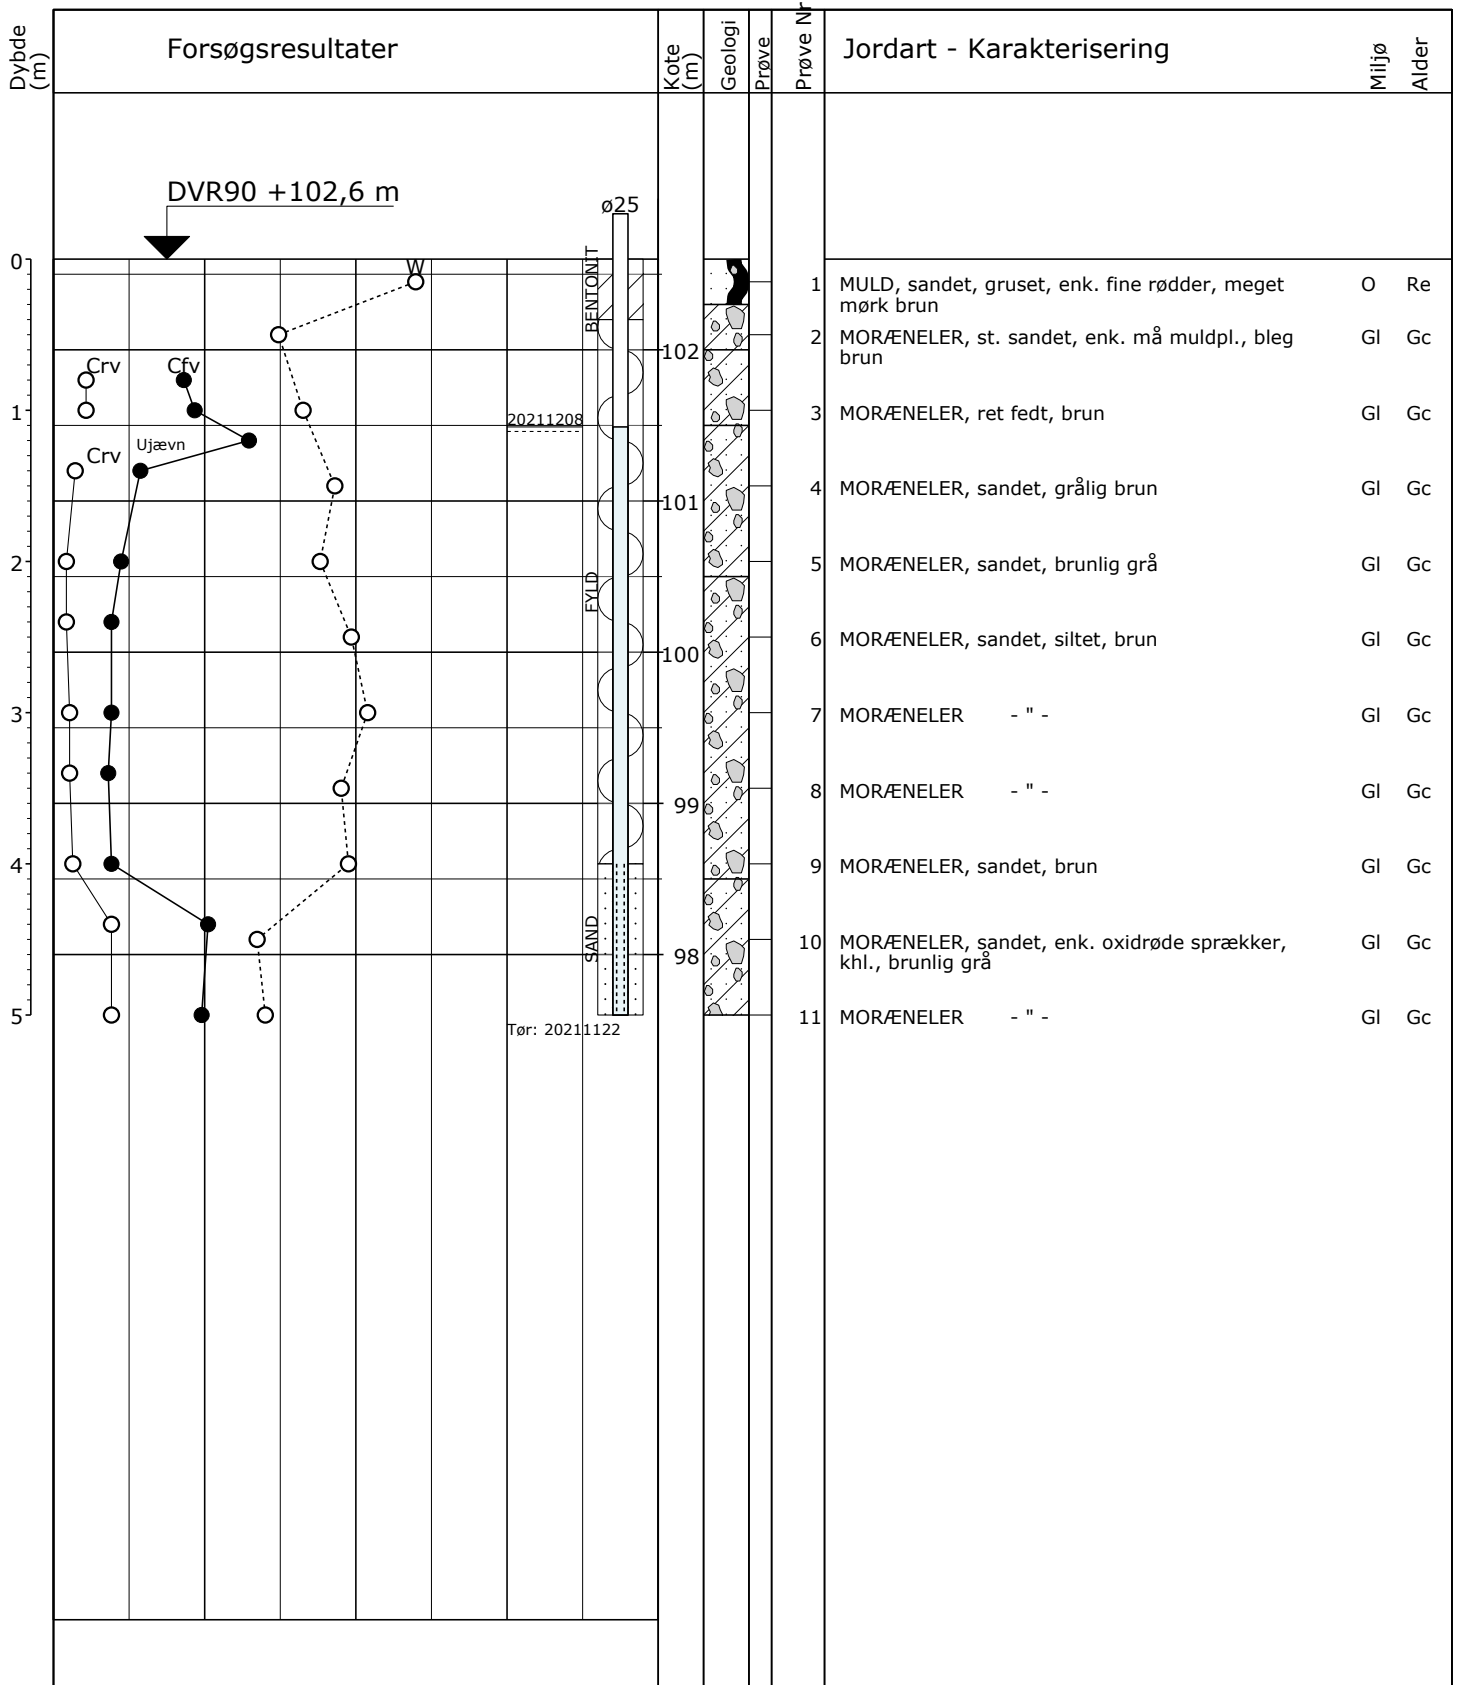 Dybde
(m)
Forsøgsresultater
Kote
(m)
Geologi
Prøve
Prøve Nr
Jordart - Karakterisering
Miljø
Alder
DVR90 +102,6 m
ø25
BENTONIT
W
0
1 MULD, sandet, gruset, enk. fine rødder, meget O Re
mørk brun
2 MORÆNELER, st. sandet, enk. må muldpl., bleg Gl Gc
brun
102
Crv
Cfv
1
20211208
3 MORÆNELER, ret fedt, brun Gl Gc
Ujævn
Crv
4 MORÆNELER, sandet, grålig brun Gl Gc
101
2
5 MORÆNELER, sandet, brunlig grå Gl Gc
FYLD
6 MORÆNELER, sandet, siltet, brun Gl Gc
100
3
7 MORÆNELER - " - Gl Gc
8 MORÆNELER - " - Gl Gc
99
4
9 MORÆNELER, sandet, brun Gl Gc
SAND
10 MORÆNELER, sandet, enk. oxidrøde sprækker, Gl Gc
khl., brunlig grå
98
5
11 MORÆNELER - " - Gl Gc
Tør: 20211122